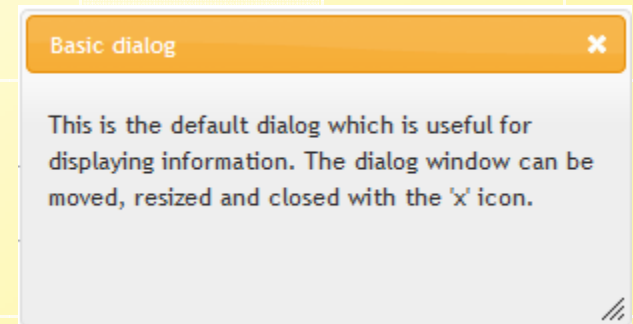 Basic dialog
This is the default dialog which is useful for
displaying information. The dialog window can be
moved, resized and closed with the 'x' icon.